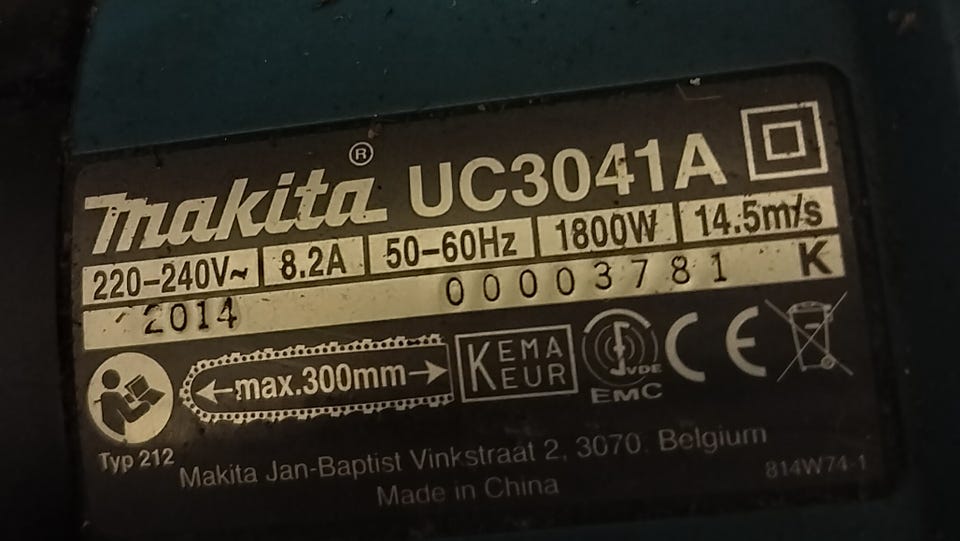 makita® UC3041A
220-240V~ 8.2A 50-60Hz 1800W 14.5m/s
2014 00003781 K
max.300mm KEMA KEUR VDE EMC CE
Typ 212
Makita Jan-Baptist Vinkstraat 2, 3070. Belgium
814W74-1
Made in China